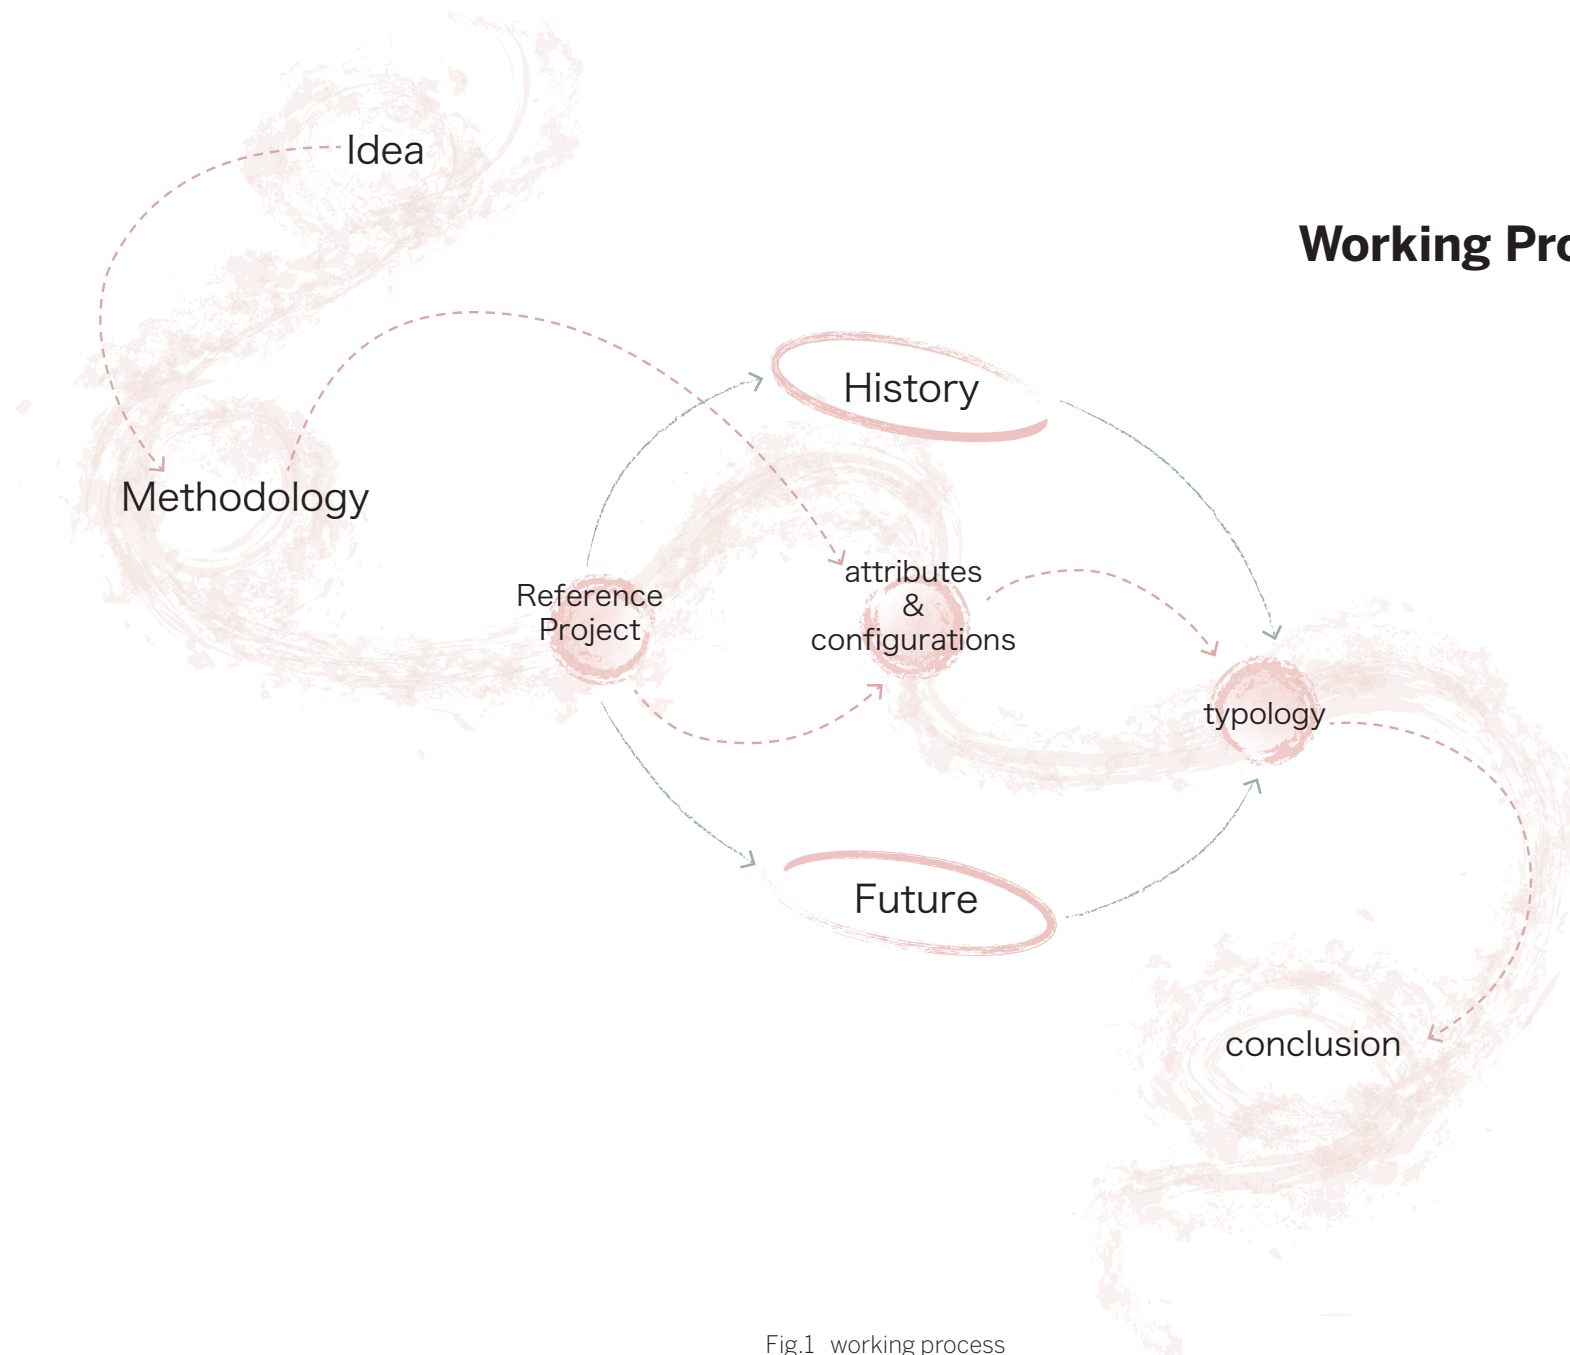 Idea
Working Pro
History
Methodology
attributes
&
configurations
Reference
Project
typology
Future
conclusion
Fig.1 working process